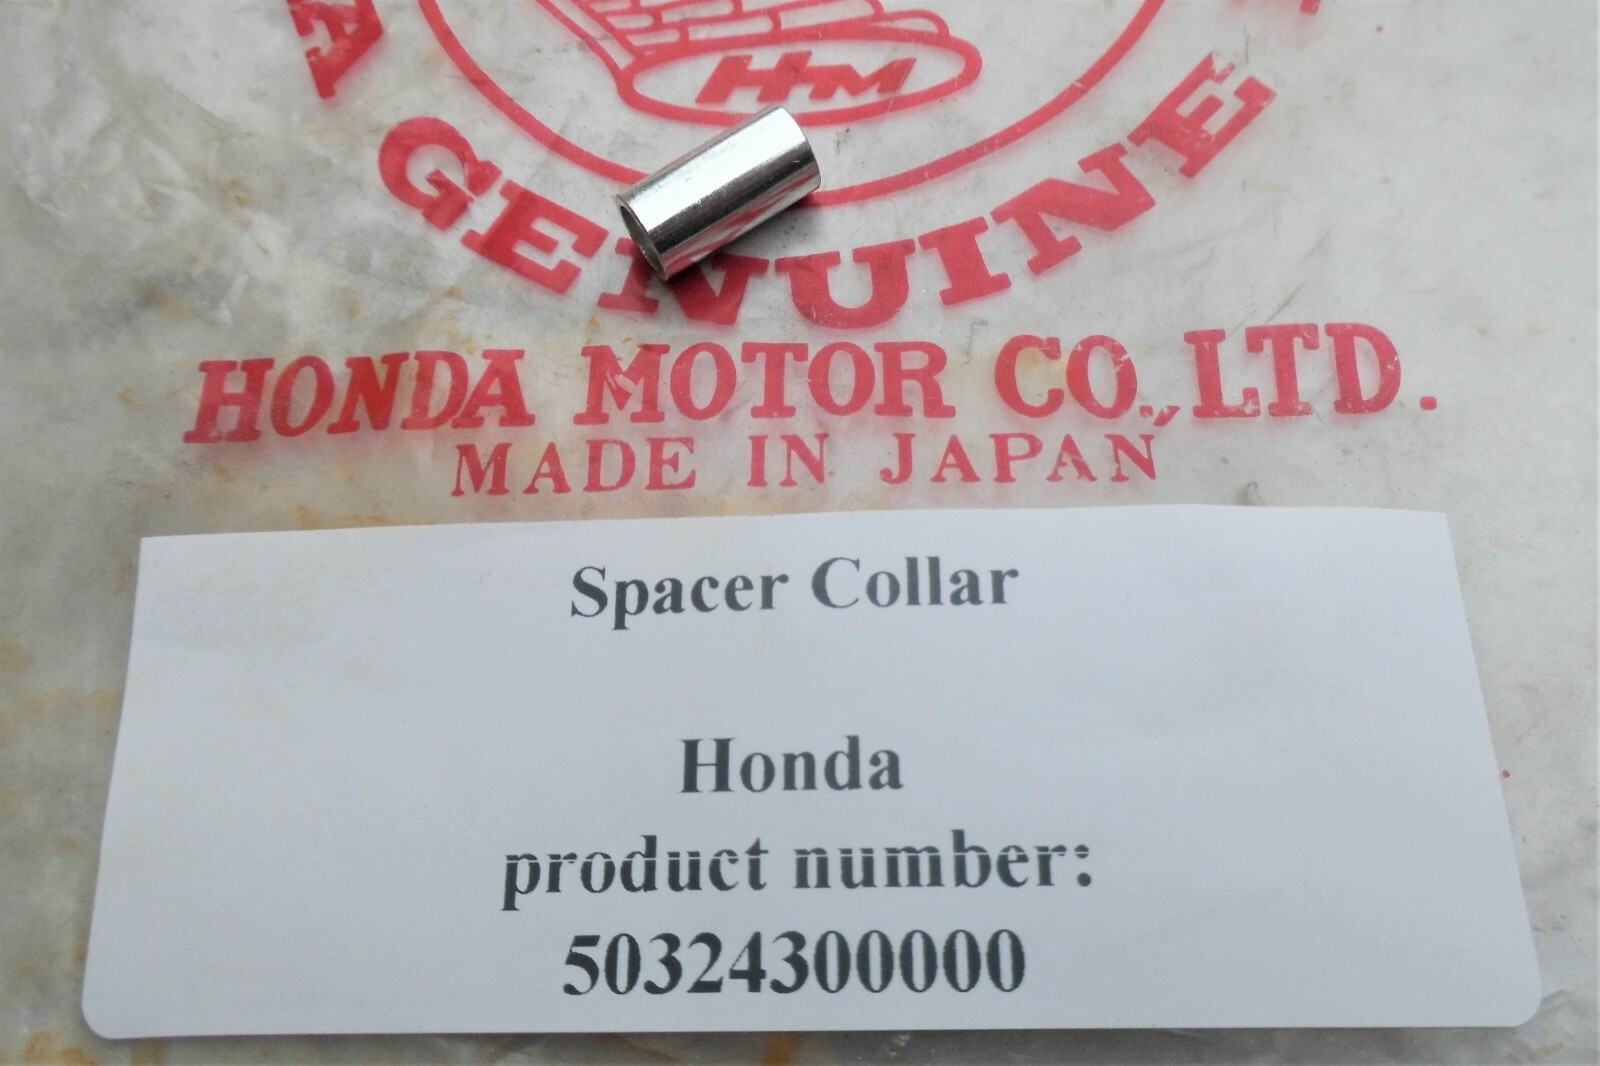 HM
A GENUINE
HONDA MOTOR CO., LTD.
MADE IN JAPAN
Spacer Collar
Honda
product number:
50324300000